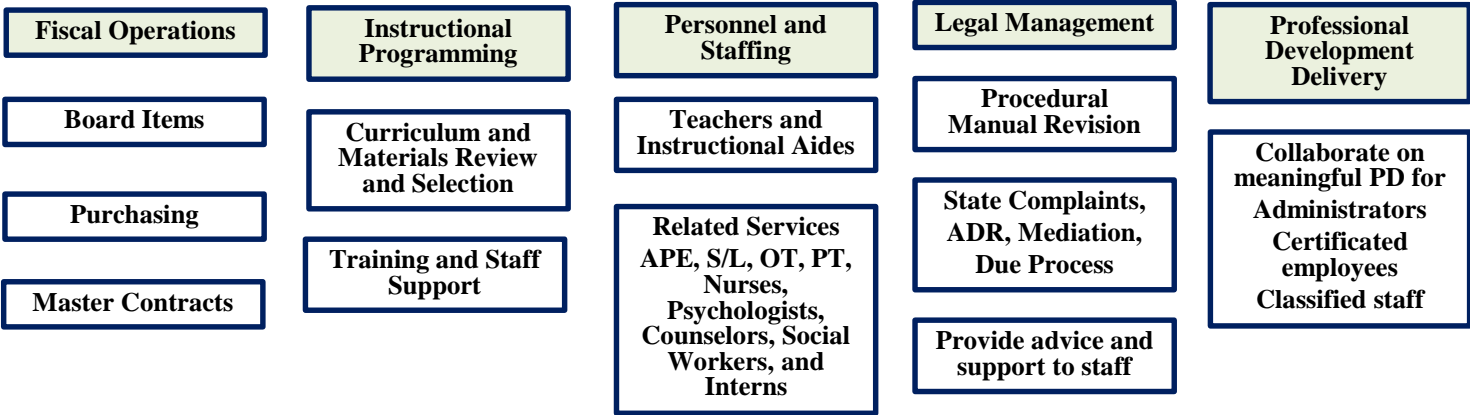 Fiscal Operations
Board Items
Purchasing
Master Contracts
Instructional
Programming
Curriculum and
Materials Review
and Selection
Training and Staff
Support
Personnel and
Staffing
Teachers and
Instructional Aides
Related Services
APE, S/L, OT, PT,
Nurses,
Psychologists,
Counselors, Social
Workers, and
Interns
Legal Management
Procedural
Manual Revision
State Complaints,
ADR, Mediation,
Due Process
Provide advice and
support to staff
Professional
Development
Delivery
Collaborate on
meaningful PD for
Administrators
Certificated
employees
Classified staff